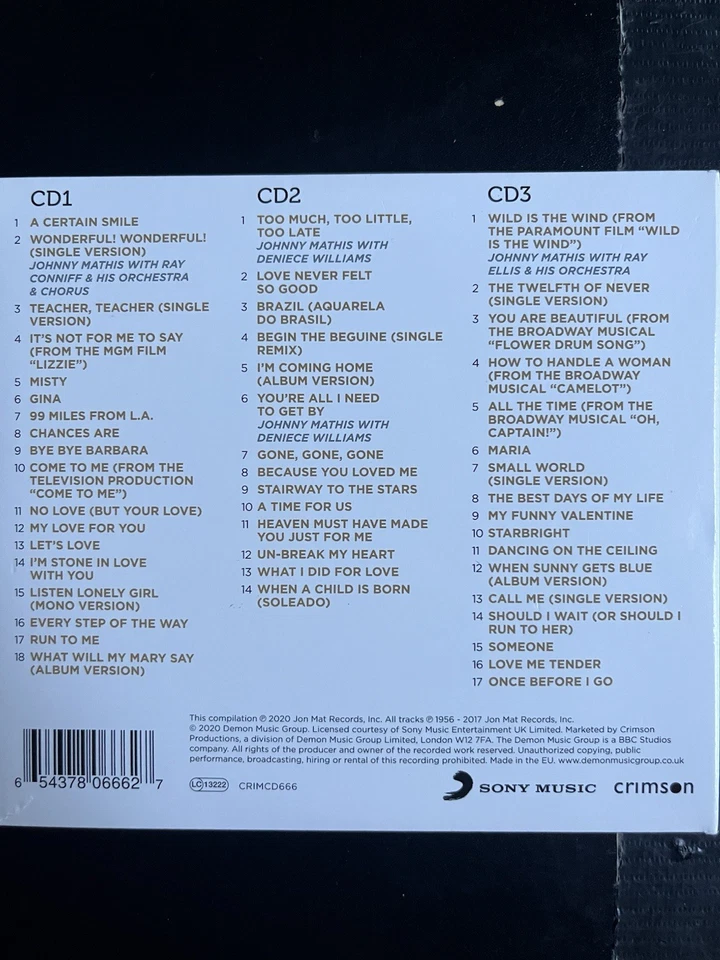 CD1
1 A CERTAIN SMILE
2 WONDERFUL! WONDERFUL!
(SINGLE VERSION)
JOHNNY MATHIS WITH RAY
CONNIFF & HIS ORCHESTRA
& CHORUS
3 TEACHER, TEACHER (SINGLE
VERSION)
4 IT'S NOT FOR ME TO SAY
(FROM THE MGM FILM
"LIZZIE")
5 MISTY
6 GINA
7 99 MILES FROM L.A.
8 CHANCES ARE
9 BYE BYE BARBARA
10 COME TO ME (FROM THE
TELEVISION PRODUCTION
"COME TO ME")
11 NO LOVE (BUT YOUR LOVE)
12 MY LOVE FOR YOU
13 LET'S LOVE
14 I'M STONE IN LOVE
WITH YOU
15 LISTEN LONELY GIRL
(MONO VERSION)
16 EVERY STEP OF THE WAY
17 RUN TO ME
18 WHAT WILL MY MARY SAY
(ALBUM VERSION)
CD2
1 TOO MUCH, TOO LITTLE,
TOO LATE
JOHNNY MATHIS WITH
DENIECE WILLIAMS
2 LOVE NEVER FELT
SO GOOD
3 BRAZIL (AQUARELA
DO BRASIL)
4 BEGIN THE BEGUINE (SINGLE
REMIX)
5 I'M COMING HOME
(ALBUM VERSION)
6 YOU'RE ALL I NEED
TO GET BY
JOHNNY MATHIS WITH
DENIECE WILLIAMS
7 GONE, GONE, GONE
8 BECAUSE YOU LOVED ME
9 STAIRWAY TO THE STARS
10 A TIME FOR US
11 HEAVEN MUST HAVE MADE
YOU JUST FOR ME
12 UN-BREAK MY HEART
13 WHAT I DID FOR LOVE
14 WHEN A CHILD IS BORN
(SOLEADO)
CD3
1 WILD IS THE WIND (FROM
THE PARAMOUNT FILM "WILD
IS THE WIND")
JOHNNY MATHIS WITH RAY
ELLIS & HIS ORCHESTRA
2 THE TWELFTH OF NEVER
(SINGLE VERSION)
3 YOU ARE BEAUTIFUL (FROM
THE BROADWAY MUSICAL
"FLOWER DRUM SONG")
4 HOW TO HANDLE A WOMAN
(FROM THE BROADWAY
MUSICAL "CAMELOT")
5 ALL THE TIME (FROM THE
BROADWAY MUSICAL "OH,
CAPTAIN!")
6 MARIA
7 SMALL WORLD
(SINGLE VERSION)
8 THE BEST DAYS OF MY LIFE
9 MY FUNNY VALENTINE
10 STARBRIGHT
11 DANCING ON THE CEILING
12 WHEN SUNNY GETS BLUE
(ALBUM VERSION)
13 CALL ME (SINGLE VERSION)
14 SHOULD I WAIT (OR SHOULD I
RUN TO HER)
15 SOMEONE
16 LOVE ME TENDER
17 ONCE BEFORE I GO
This compilation ℗ 2020 Jon Mat Records, Inc. All tracks ℗ 1956 - 2017 Jon Mat Records, Inc.
© 2020 Demon Music Group. Licensed courtesy of Sony Music Entertainment UK Limited. Marketed by Crimson
Productions, a division of Demon Music Group Limited, London W12 7FA. The Demon Music Group is a BBC Studios
company. All rights of the producer and owner of the recorded work reserved. Unauthorized copying, public
performance, broadcasting, hiring or rental of this recording prohibited. Made in the EU. www.demonmusicgroup.co.uk
6 54378 06662 7
LC 13222 CRIMCD666
SONY MUSIC
crimson